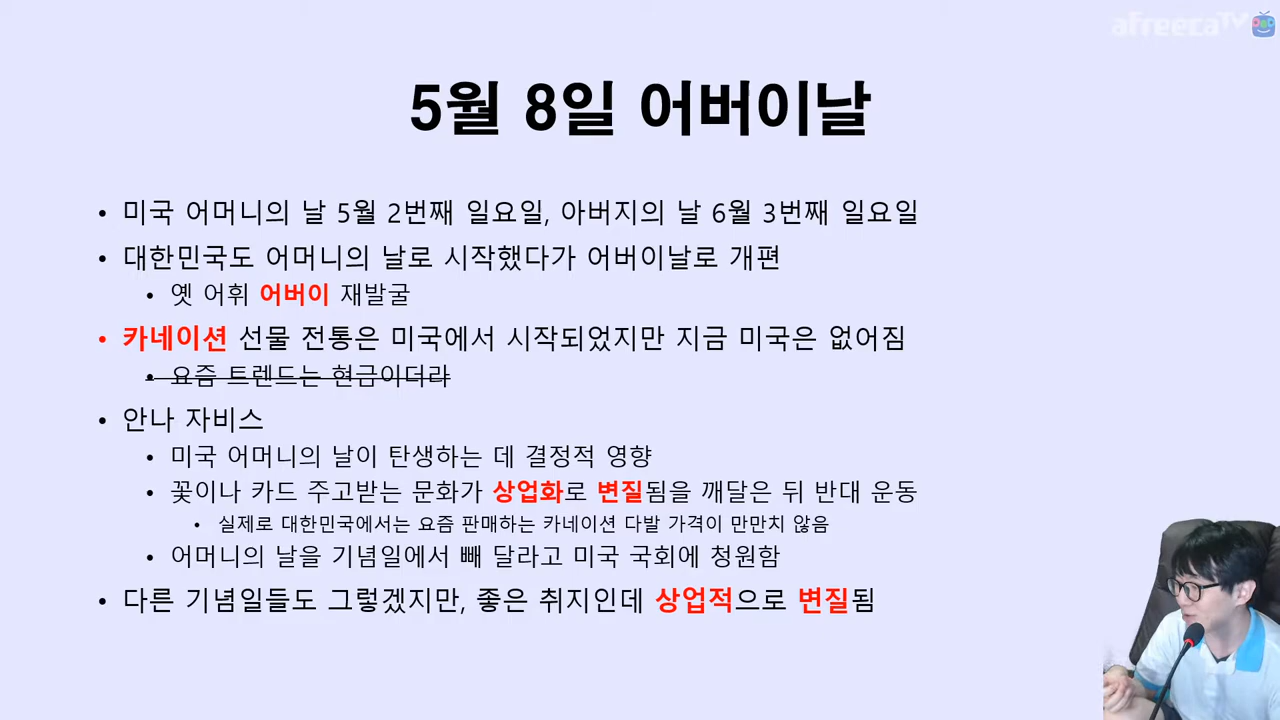 afreecaTV
5월 8일 어버이날
• 미국 어머니의 날 5월 2번째 일요일, 아버지의 날 6월 3번째 일요일
• 대한민국도 어머니의 날로 시작했다가 어버이날로 개편
• 옛 어휘 어버이 재발굴
• 카네이션 선물 전통은 미국에서 시작되었지만 지금 미국은 없어짐
• 요즘 트렌드는 현금이더라
• 안나 자비스
• 미국 어머니의 날이 탄생하는 데 결정적 영향
• 꽃이나 카드 주고받는 문화가 상업화로 변질됨을 깨달은 뒤 반대 운동
• 실제로 대한민국에서는 요즘 판매하는 카네이션 다발 가격이 만만치 않음
• 어머니의 날을 기념일에서 빼 달라고 미국 국회에 청원함
• 다른 기념일들도 그렇겠지만, 좋은 취지인데 상업적으로 변질됨